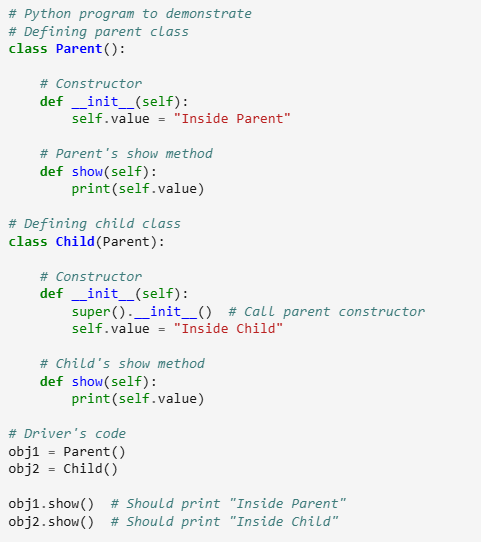 # Python program to demonstrate
# Defining parent class
class Parent():

    # Constructor
    def __init__(self):
        self.value = "Inside Parent"

    # Parent's show method
    def show(self):
        print(self.value)

# Defining child class
class Child(Parent):

    # Constructor
    def __init__(self):
        super().__init__()  # Call parent constructor
        self.value = "Inside Child"

    # Child's show method
    def show(self):
        print(self.value)

# Driver's code
obj1 = Parent()
obj2 = Child()

obj1.show()  # Should print "Inside Parent"
obj2.show()  # Should print "Inside Child"